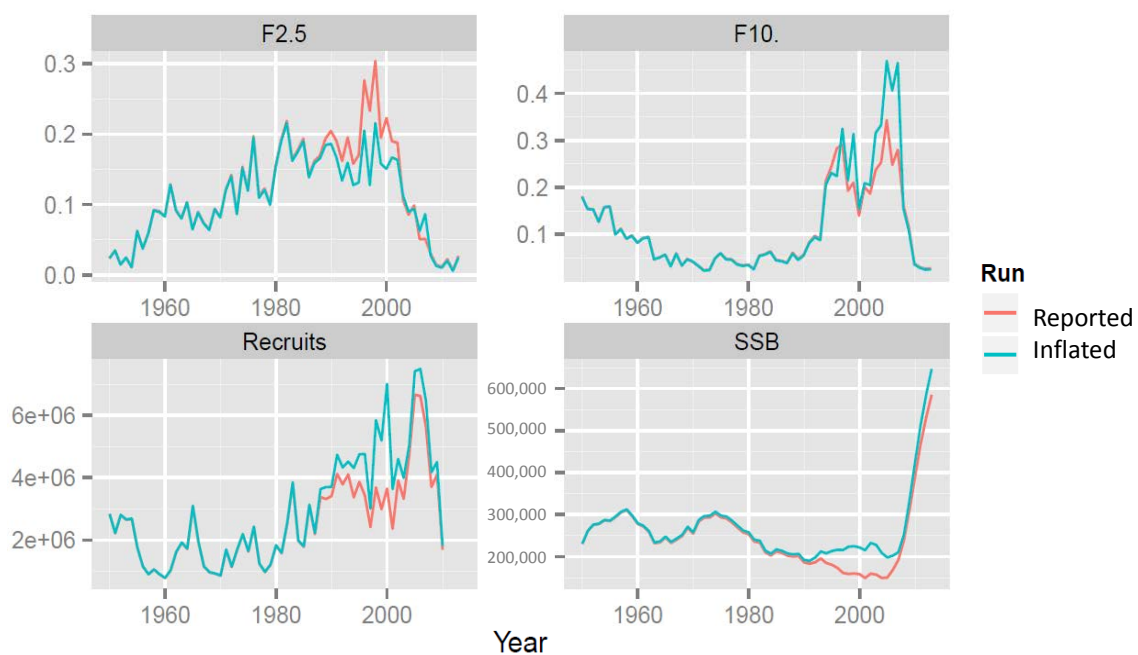 F2.5
F10.
0.3
0.2
0.1
0.0
0.4
0.3
0.2
0.1
1960 1980 2000
1960 1980 2000
Run
Reported
Inflated
Recruits
SSB
6e+06
4e+06
2e+06
600,000
500,000
400,000
300,000
200,000
1960 1980 2000
1960 1980 2000
Year